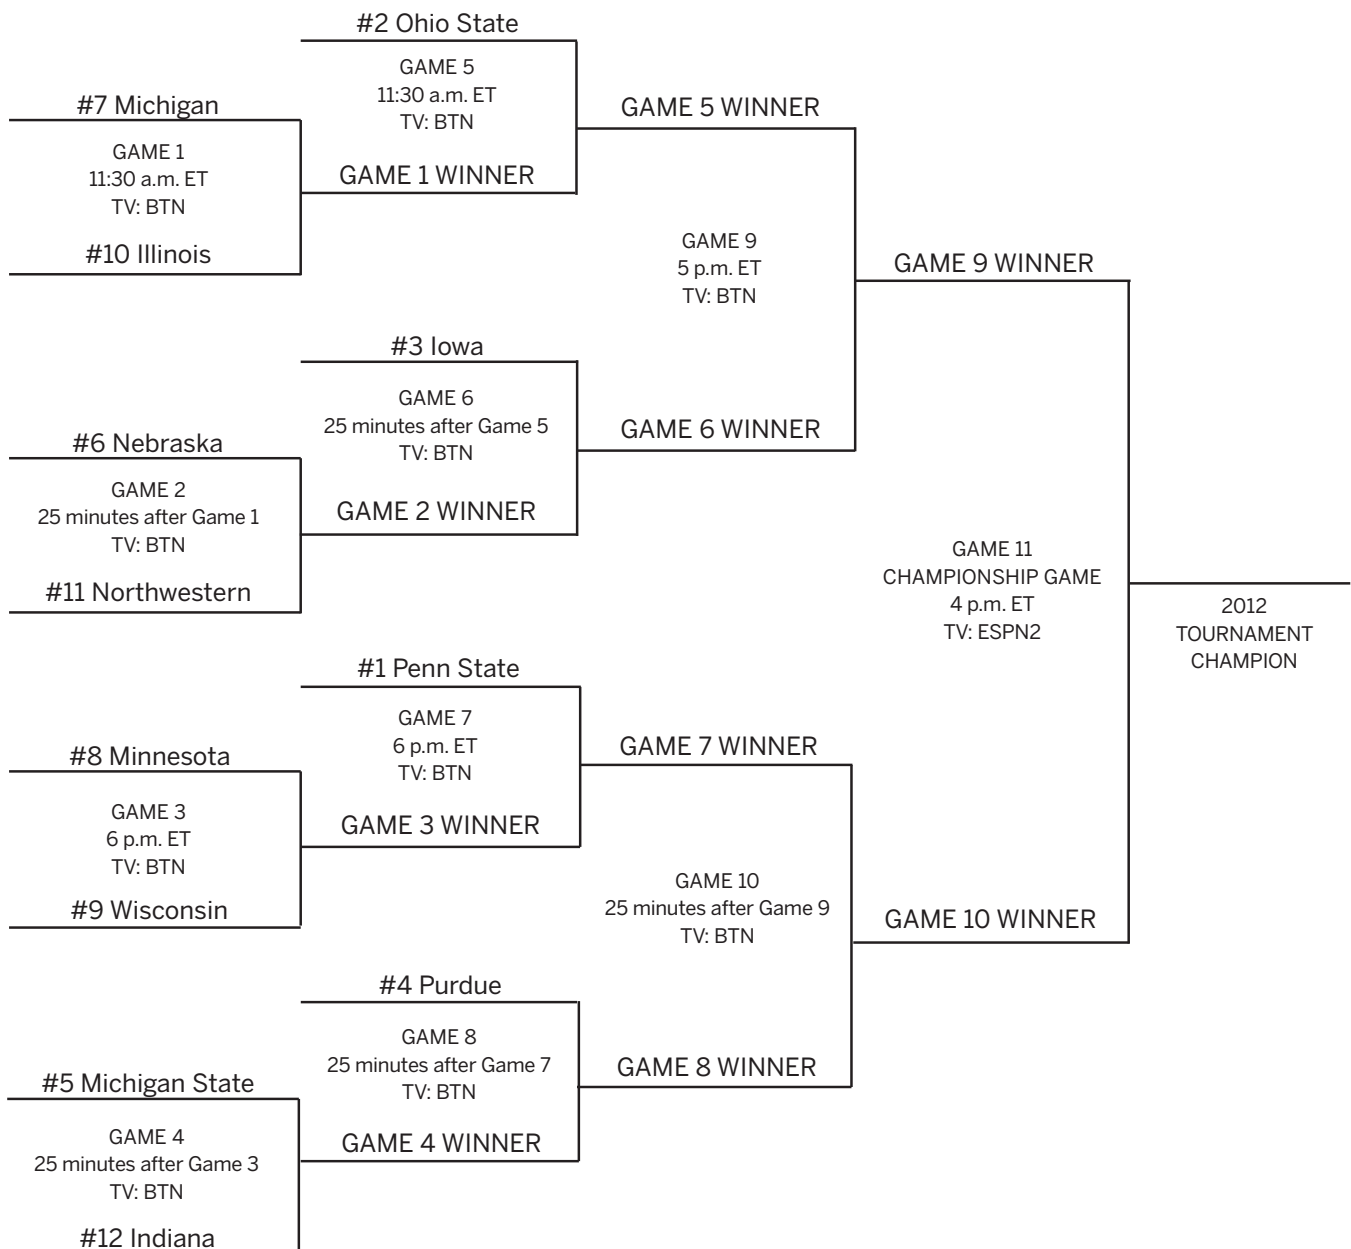 #2 Ohio State
GAME 5
11:30 a.m. ET
TV: BTN
#7 Michigan
GAME 1
11:30 a.m. ET
TV: BTN
GAME 1 WINNER
#10 Illinois
GAME 5 WINNER
GAME 9
5 p.m. ET
TV: BTN
GAME 9 WINNER
#3 Iowa
GAME 6
25 minutes after Game 5
TV: BTN
GAME 6 WINNER
#6 Nebraska
GAME 2
25 minutes after Game 1
TV: BTN
GAME 2 WINNER
#11 Northwestern
GAME 11
CHAMPIONSHIP GAME
4 p.m. ET
TV: ESPN2
2012
TOURNAMENT
CHAMPION
#1 Penn State
GAME 7
6 p.m. ET
TV: BTN
GAME 7 WINNER
#8 Minnesota
GAME 3
6 p.m. ET
TV: BTN
GAME 3 WINNER
#9 Wisconsin
GAME 10
25 minutes after Game 9
TV: BTN
GAME 10 WINNER
#4 Purdue
GAME 8
25 minutes after Game 7
TV: BTN
GAME 8 WINNER
#5 Michigan State
GAME 4
25 minutes after Game 3
TV: BTN
GAME 4 WINNER
#12 Indiana